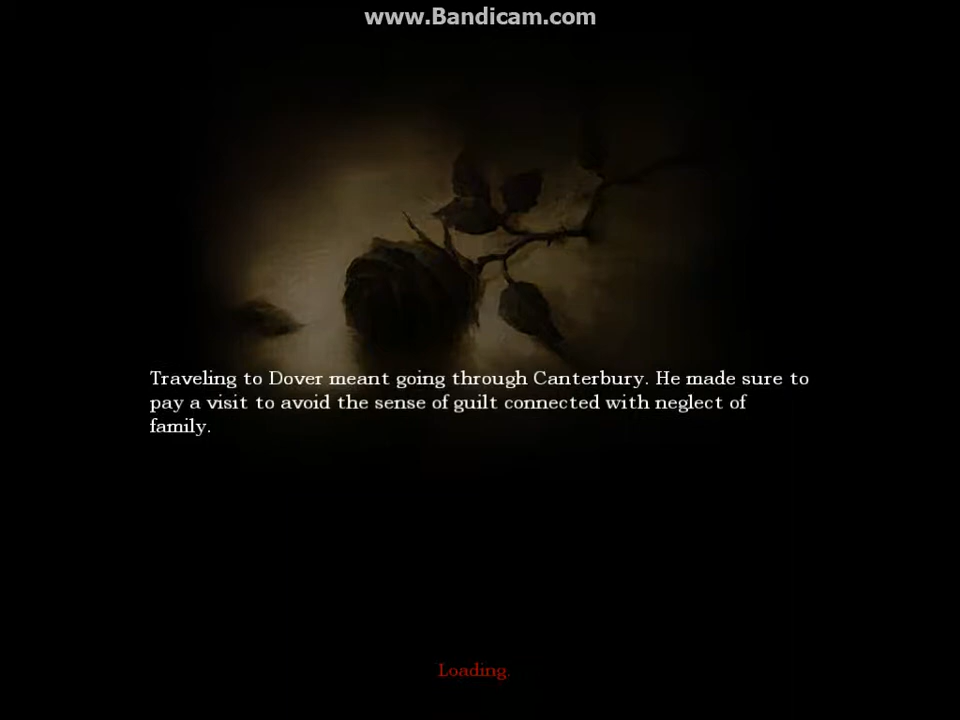 www.Bandicam.com
Traveling to Dover meant going through Canterbury. He made sure to
pay a visit to avoid the sense of guilt connected with neglect of
family.
Loading.